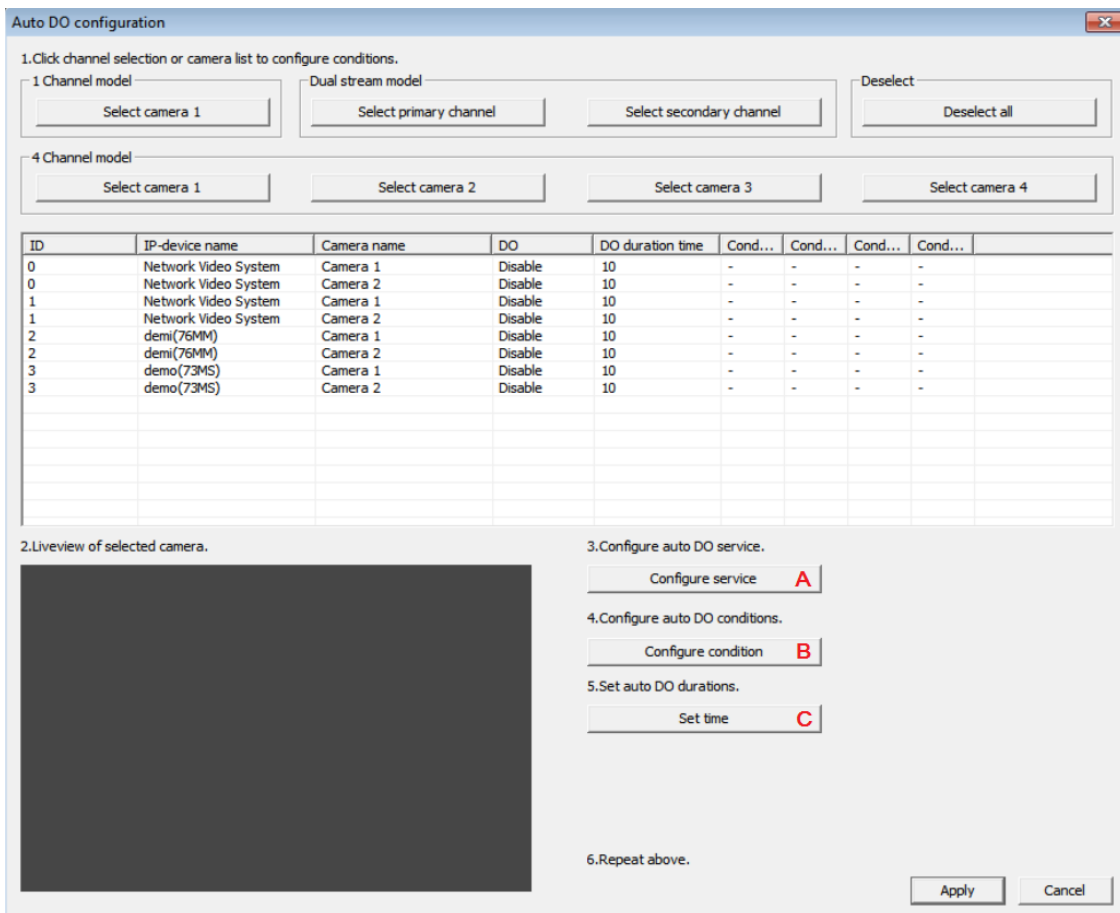 Auto DO configuration
1.Click channel selection or camera list to configure conditions.
1 Channel model Dual stream model Deselect
Select camera 1 Select primary channel Select secondary channel Deselect all
4 Channel model
Select camera 1 Select camera 2 Select camera 3 Select camera 4
ID IP-device name Camera name DO DO duration time Cond... Cond... Cond... Cond...
0 Network Video System Camera 1 Disable 10 - - - -
0 Network Video System Camera 2 Disable 10 - - - -
1 Network Video System Camera 1 Disable 10 - - - -
1 Network Video System Camera 2 Disable 10 - - - -
2 demi(76MM) Camera 1 Disable 10 - - - -
2 demi(76MM) Camera 2 Disable 10 - - - -
3 demo(73MS) Camera 1 Disable 10 - - - -
3 demo(73MS) Camera 2 Disable 10 - - - -
2.Liveview of selected camera. 3.Configure auto DO service.
Configure service A
4.Configure auto DO conditions.
Configure condition B
5.Set auto DO durations.
Set time C
6.Repeat above.
Apply Cancel